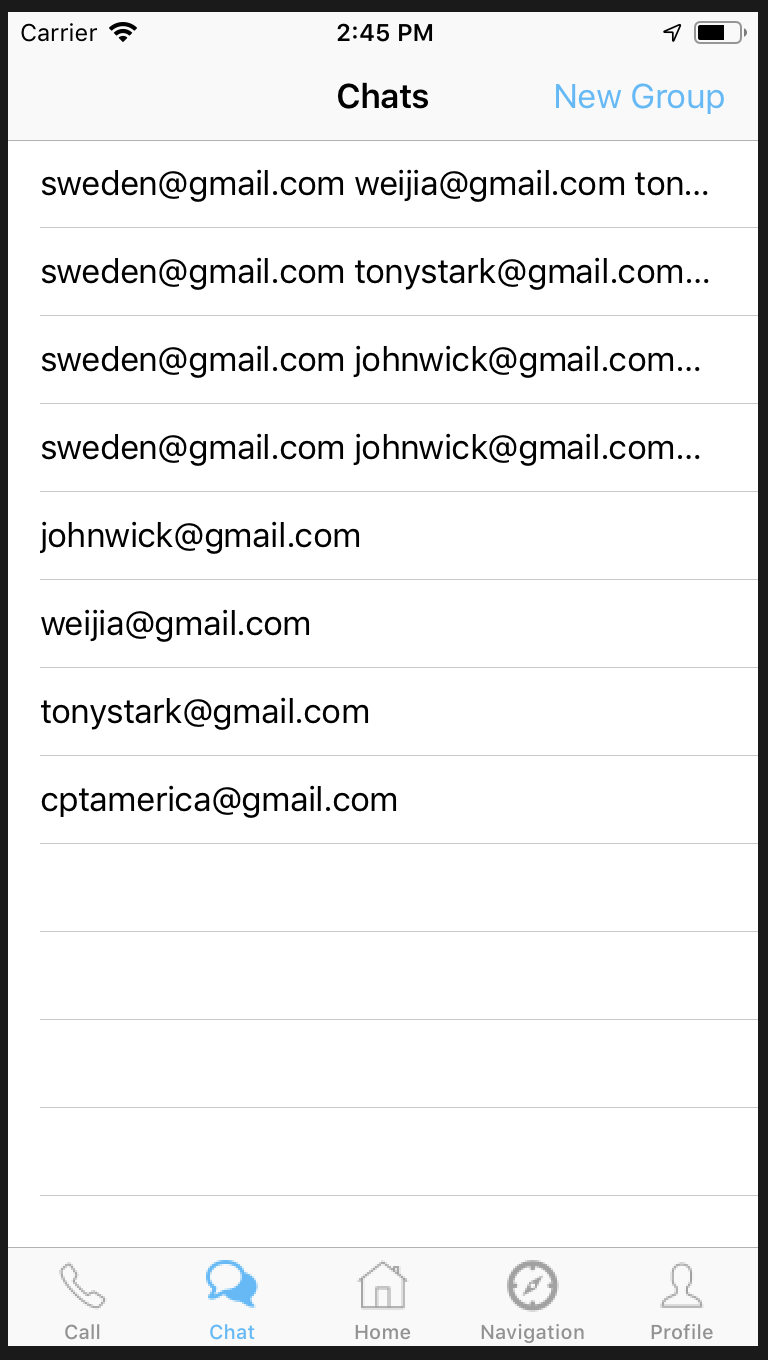 Carrier 2:45 PM
Chats New Group
sweden@gmail.com weijia@gmail.com ton...
sweden@gmail.com tonystark@gmail.com...
sweden@gmail.com johnwick@gmail.com...
sweden@gmail.com johnwick@gmail.com...
johnwick@gmail.com
weijia@gmail.com
tonystark@gmail.com
cptamerica@gmail.com
Call Chat Home Navigation Profile